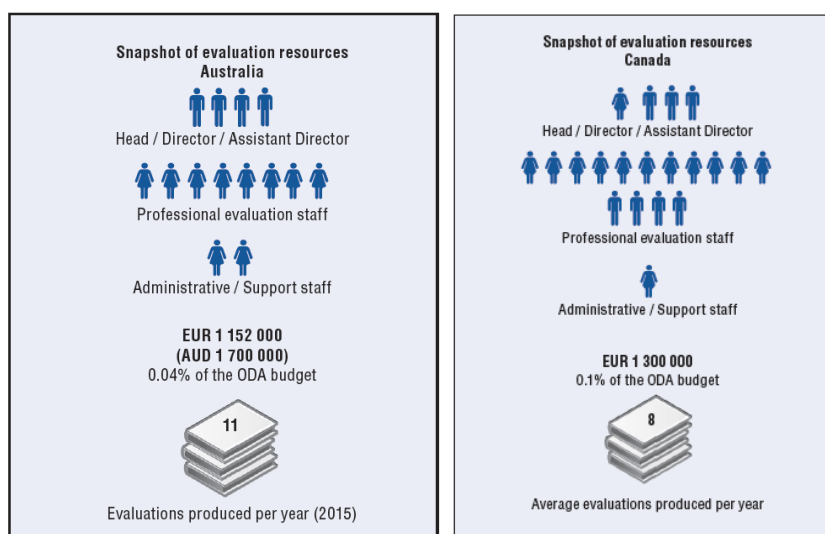 Snapshot of evaluation resources
Australia
Head / Director / Assistant Director
Professional evaluation staff
Administrative / Support staff
EUR 1 152 000
(AUD 1 700 000)
0.04% of the ODA budget
11
Evaluations produced per year (2015)
Snapshot of evaluation resources
Canada
Head / Director / Assistant Director
Professional evaluation staff
Administrative / Support staff
EUR 1 300 000
0.1% of the ODA budget
8
Average evaluations produced per year